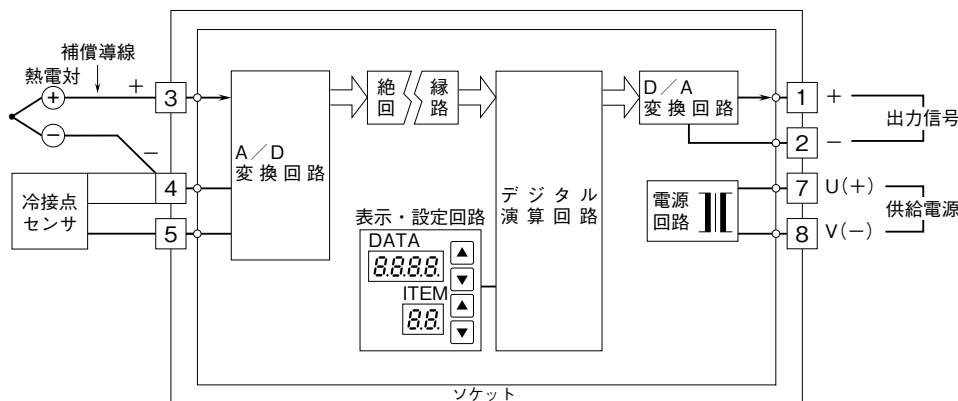 補償導線
熱電対
+
+
−
−
3
4
5
冷接点
センサ
A／D
変換回路
絶縁
回路
デジタル
演算回路
表示・設定回路
DATA
8.8.8.8.
ITEM
8.8.
▲
▼
▲
▼
D／A
変換回路
電源
回路
1
+
2
−
出力信号
7
U(+)
8
V(−)
供給電源
ソケット